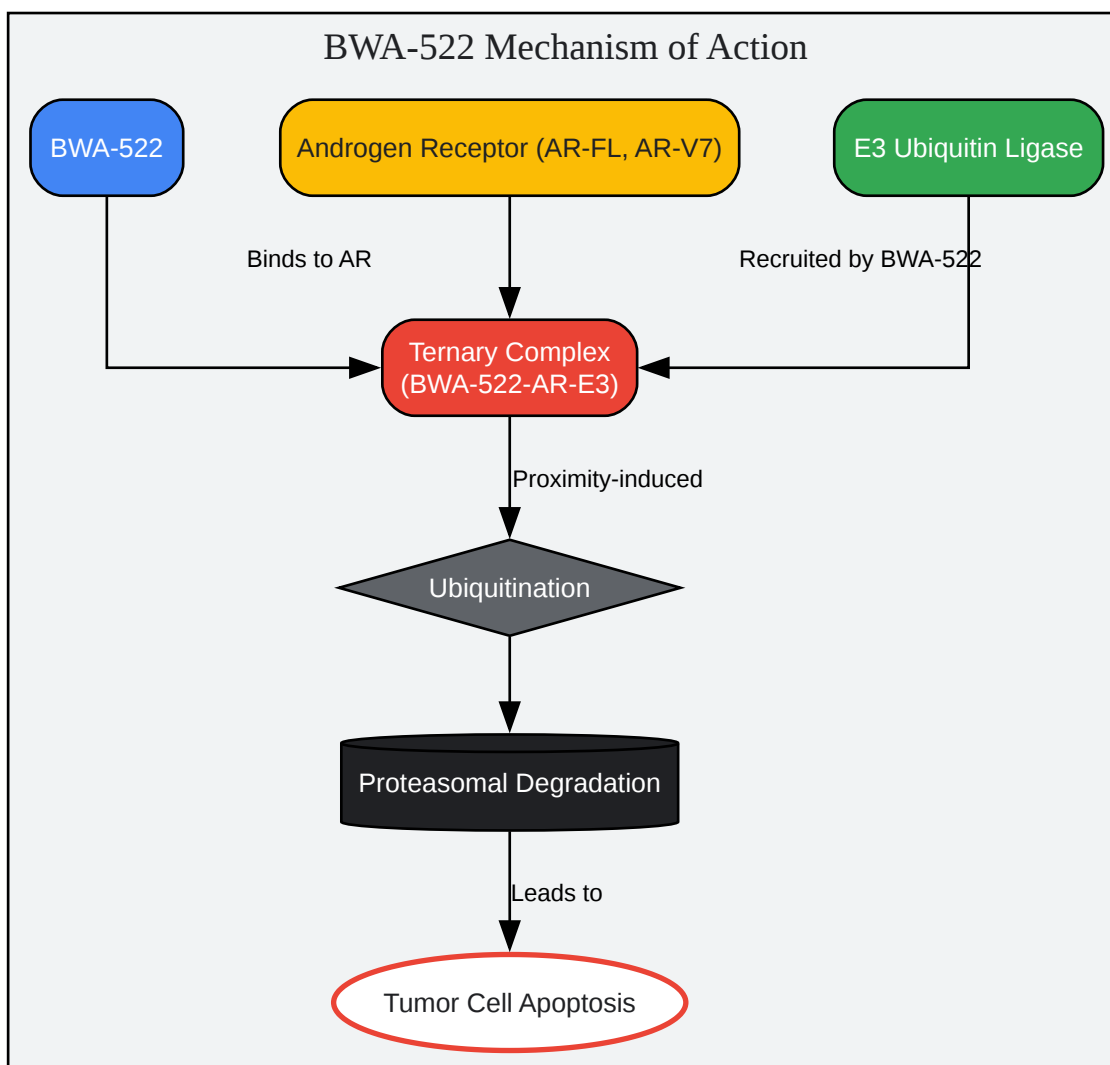 BWA-522 Mechanism of Action
BWA-522
Androgen Receptor (AR-FL, AR-V7)
E3 Ubiquitin Ligase
Binds to AR
Recruited by BWA-522
Ternary Complex
(BWA-522-AR-E3)
Proximity-induced
Ubiquitination
Proteasomal Degradation
Leads to
Tumor Cell Apoptosis